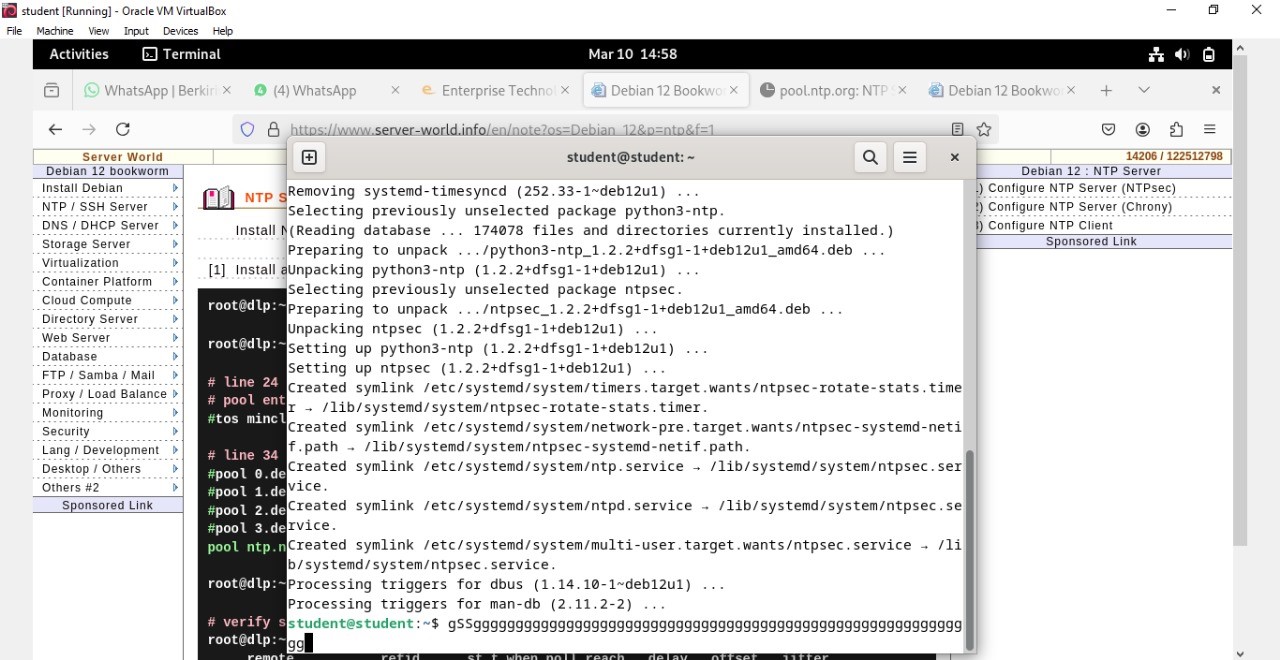 student [Running] - Oracle VM VirtualBox
File Machine View Input Devices Help
Activities Terminal Mar 10 14:58
WhatsApp | Berkiri (4) WhatsApp Enterprise Techno Debian 12 Bookwo pool.ntp.org: NTP Debian 12 Bookwo
https://www.server-world.info/en/note?os=Debian_12&p=ntp&f=1
Server World 14206 / 122512798
Debian 12 bookworm
Install Debian
NTP / SSH Server
DNS / DHCP Server
Storage Server
Virtualization
Container Platform
Cloud Compute
Directory Server
Web Server
Database
FTP / Samba / Mail
Proxy / Load Balance
Monitoring
Security
Lang / Development
Desktop / Others
Others #2
Sponsored Link
NTP S
Install N
[1] Install a
root@dlp:~
root@dlp:~
# line 24
# pool ent
#tos mincl
# line 34
#pool 0.de
#pool 1.de
#pool 2.de
#pool 3.de
pool ntp.n
root@dlp:~
# verify s
root@dlp:~
remote refid st t when poll reach delay offset jitter
student@student: ~
Removing systemd-timesyncd (252.33-1~deb12u1) ...
Selecting previously unselected package python3-ntp.
(Reading database ... 174078 files and directories currently installed.)
Preparing to unpack .../python3-ntp_1.2.2+dfsg1-1+deb12u1_amd64.deb ...
Unpacking python3-ntp (1.2.2+dfsg1-1+deb12u1) ...
Selecting previously unselected package ntpsec.
Preparing to unpack .../ntpsec_1.2.2+dfsg1-1+deb12u1_amd64.deb ...
Unpacking ntpsec (1.2.2+dfsg1-1+deb12u1) ...
Setting up python3-ntp (1.2.2+dfsg1-1+deb12u1) ...
Setting up ntpsec (1.2.2+dfsg1-1+deb12u1) ...
Created symlink /etc/systemd/system/timers.target.wants/ntpsec-rotate-stats.time
r → /lib/systemd/system/ntpsec-rotate-stats.timer.
Created symlink /etc/systemd/system/network-pre.target.wants/ntpsec-systemd-neti
f.path → /lib/systemd/system/ntpsec-systemd-netif.path.
Created symlink /etc/systemd/system/ntp.service → /lib/systemd/system/ntpsec.ser
vice.
Created symlink /etc/systemd/system/ntpd.service → /lib/systemd/system/ntpsec.se
rvice.
Created symlink /etc/systemd/system/multi-user.target.wants/ntpsec.service → /li
b/systemd/system/ntpsec.service.
Processing triggers for dbus (1.14.10-1~deb12u1) ...
Processing triggers for man-db (2.11.2-2) ...
student@student:~$ gSSgggggggggggggggggggggggggggggggggggggggggggggggggggggggggg
gg
Debian 12 : NTP Server
) Configure NTP Server (NTPsec)
) Configure NTP Server (Chrony)
) Configure NTP Client
Sponsored Link